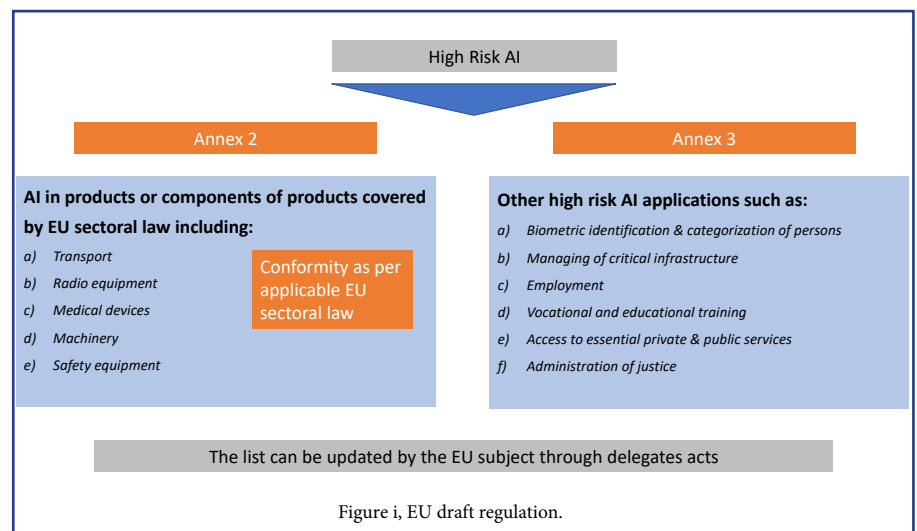 High Risk AI
Annex 2
AI in products or components of products covered
by EU sectoral law including:
a) Transport
b) Radio equipment
c) Medical devices
d) Machinery
e) Safety equipment
Conformity as per
applicable EU
sectoral law
Annex 3
Other high risk AI applications such as:
a) Biometric identification & categorization of persons
b) Managing of critical infrastructure
c) Employment
d) Vocational and educational training
e) Access to essential private & public services
f) Administration of justice
The list can be updated by the EU subject through delegates acts
Figure i, EU draft regulation.